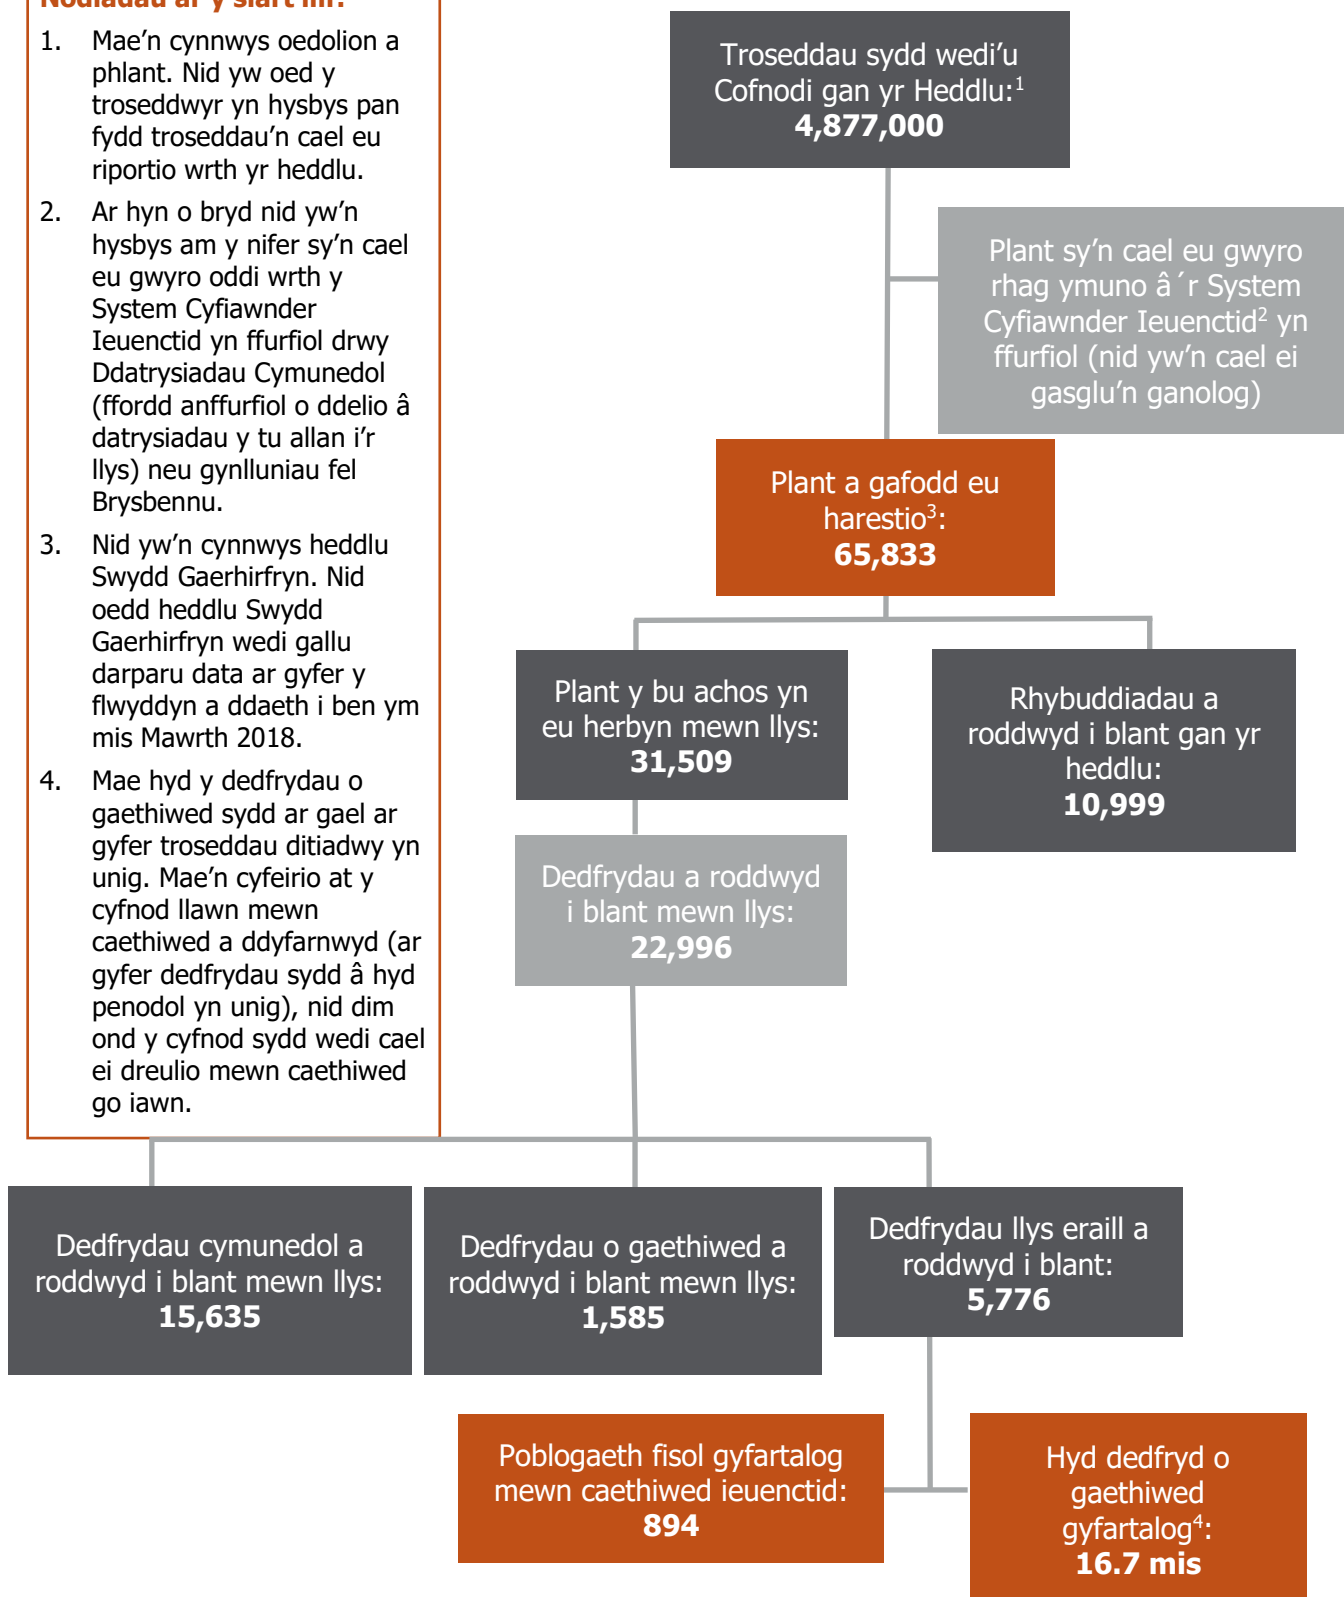 Nodiadau ar y siart llif:
1. Mae'n cynnwys oedolion a
phlant. Nid yw oed y
troseddwyr yn hysbys pan
fydd troseddau'n cael eu
riportio wrth yr heddlu.
2. Ar hyn o bryd nid yw'n
hysbys am y nifer sy'n cael
eu gwyro oddi wrth y
System Cyfiawnder
Ieuenctid yn ffurfiol drwy
Ddatrysiadau Cymunedol
(ffordd anffurfiol o ddelio â
datrysiadau y tu allan i'r
llys) neu gynlluniau fel
Brysbennu.
3. Nid yw'n cynnwys heddlu
Swydd Gaerhirfryn. Nid
oedd heddlu Swydd
Gaerhirfryn wedi gallu
darparu data ar gyfer y
flwyddyn a ddaeth i ben ym
mis Mawrth 2018.
4. Mae hyd y dedfrydau o
gaethiwed sydd ar gael ar
gyfer troseddau ditiadwy yn
unig. Mae'n cyfeirio at y
cyfnod llawn mewn
caethiwed a ddyfarnwyd (ar
gyfer dedfrydau sydd â hyd
penodol yn unig), nid dim
ond y cyfnod sydd wedi cael
ei dreulio mewn caethiwed
go iawn.
Troseddau sydd wedi'u
Cofnodi gan yr Heddlu:1
4,877,000
Plant sy'n cael eu gwyro
rhag ymuno â´r System
Cyfiawnder Ieuenctid2 yn
ffurfiol (nid yw'n cael ei
gasglu'n ganolog)
Plant a gafodd eu
harestio3:
65,833
Plant y bu achos yn
eu herbyn mewn llys:
31,509
Rhybuddiadau a
roddwyd i blant gan yr
heddlu:
10,999
Dedfrydau a roddwyd
i blant mewn llys:
22,996
Dedfrydau cymunedol a
roddwyd i blant mewn llys:
15,635
Dedfrydau o gaethiwed a
roddwyd i blant mewn llys:
1,585
Dedfrydau llys eraill a
roddwyd i blant:
5,776
Poblogaeth fisol gyfartalog
mewn caethiwed ieuenctid:
894
Hyd dedfryd o
gaethiwed
gyfartalog4:
16.7 mis